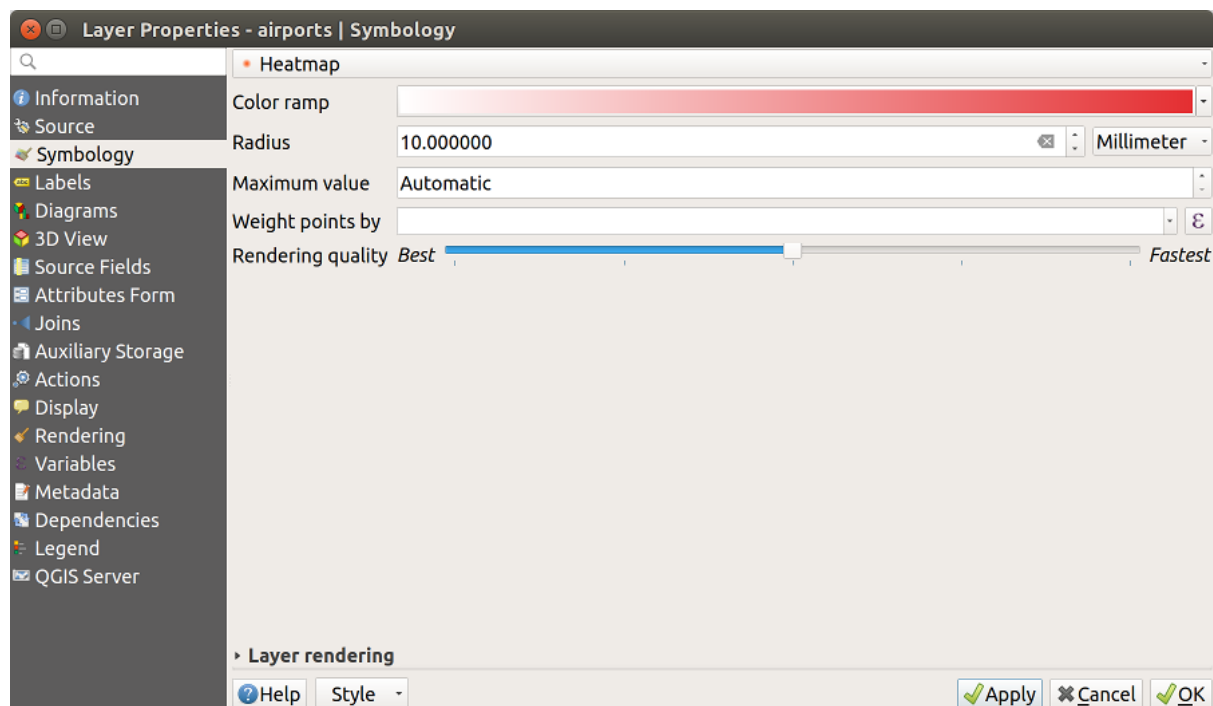 Layer Properties - airports | Symbology
Information
Source
Symbology
Labels
Diagrams
3D View
Source Fields
Attributes Form
Joins
Auxiliary Storage
Actions
Display
Rendering
Variables
Metadata
Dependencies
Legend
QGIS Server
Heatmap
Color ramp
Radius 10.000000 Millimeter
Maximum value Automatic
Weight points by ε
Rendering quality Best Fastest
Layer rendering
Help Style Apply Cancel OK